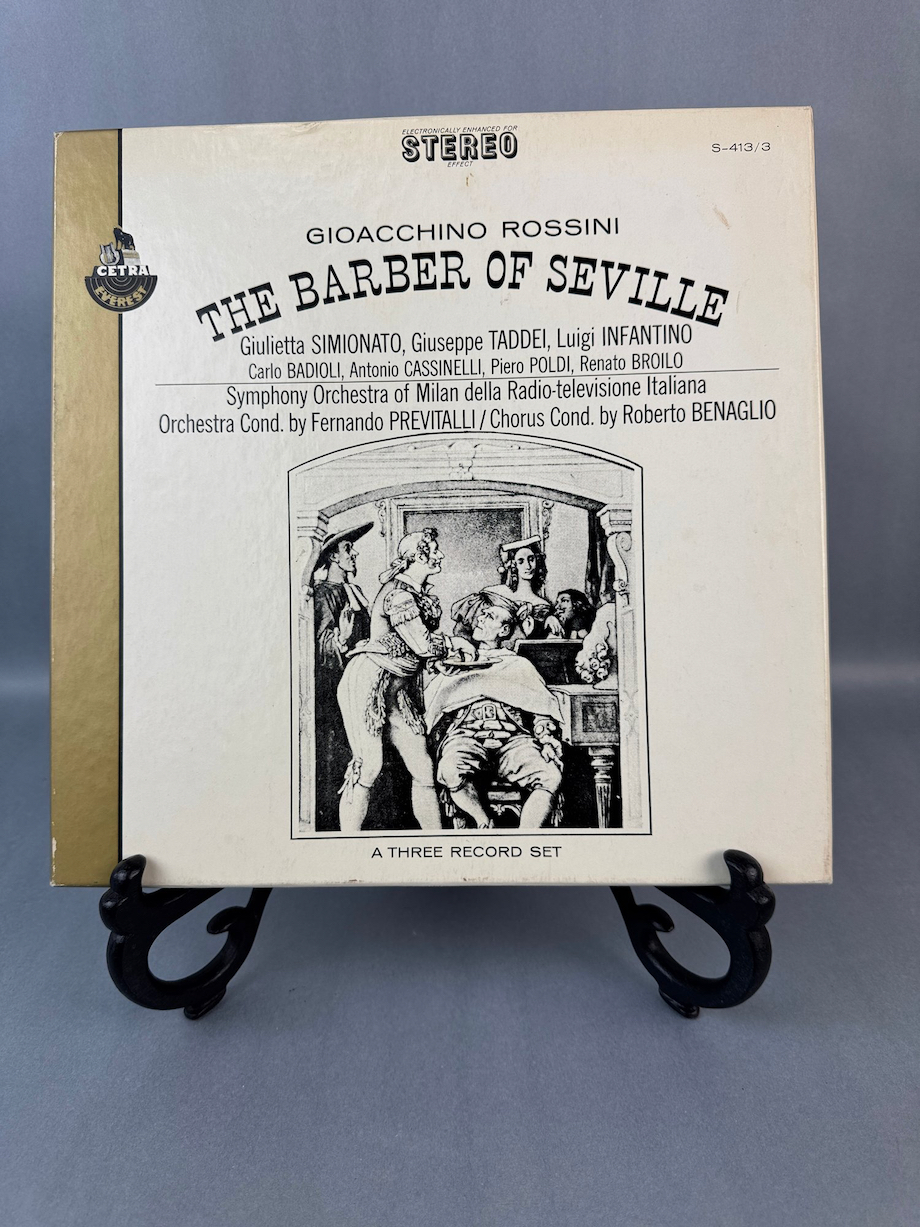 ELECTRONICALLY ENHANCED FOR
STEREO
EFFECT
S-413/3
CETRA
EVEREST
GIOACCHINO ROSSINI
THE BARBER OF SEVILLE
Giulietta SIMIONATO, Giuseppe TADDEI, Luigi INFANTINO
Carlo BADIOLI, Antonio CASSINELLI, Piero POLDI, Renato BROILO
Symphony Orchestra of Milan della Radio-televisione Italiana
Orchestra Cond. by Fernando PREVITALLI / Chorus Cond. by Roberto BENAGLIO
A THREE RECORD SET